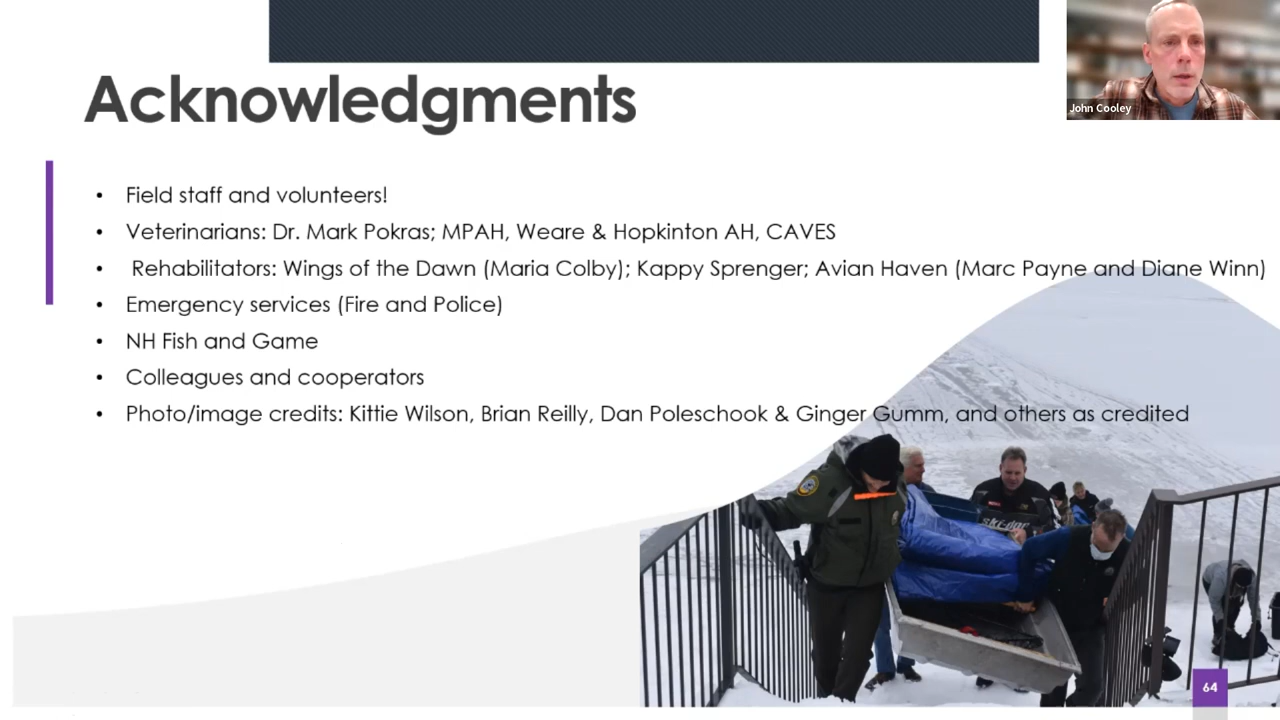 Acknowledgments
John Cooley
• Field staff and volunteers!
• Veterinarians: Dr. Mark Pokras; MPAH, Weare & Hopkinton AH, CAVES
• Rehabilitators: Wings of the Dawn (Maria Colby); Kappy Sprenger; Avian Haven (Marc Payne and Diane Winn)
• Emergency services (Fire and Police)
• NH Fish and Game
• Colleagues and cooperators
• Photo/image credits: Kittie Wilson, Brian Reilly, Dan Poleschook & Ginger Gumm, and others as credited
ski-doo
64